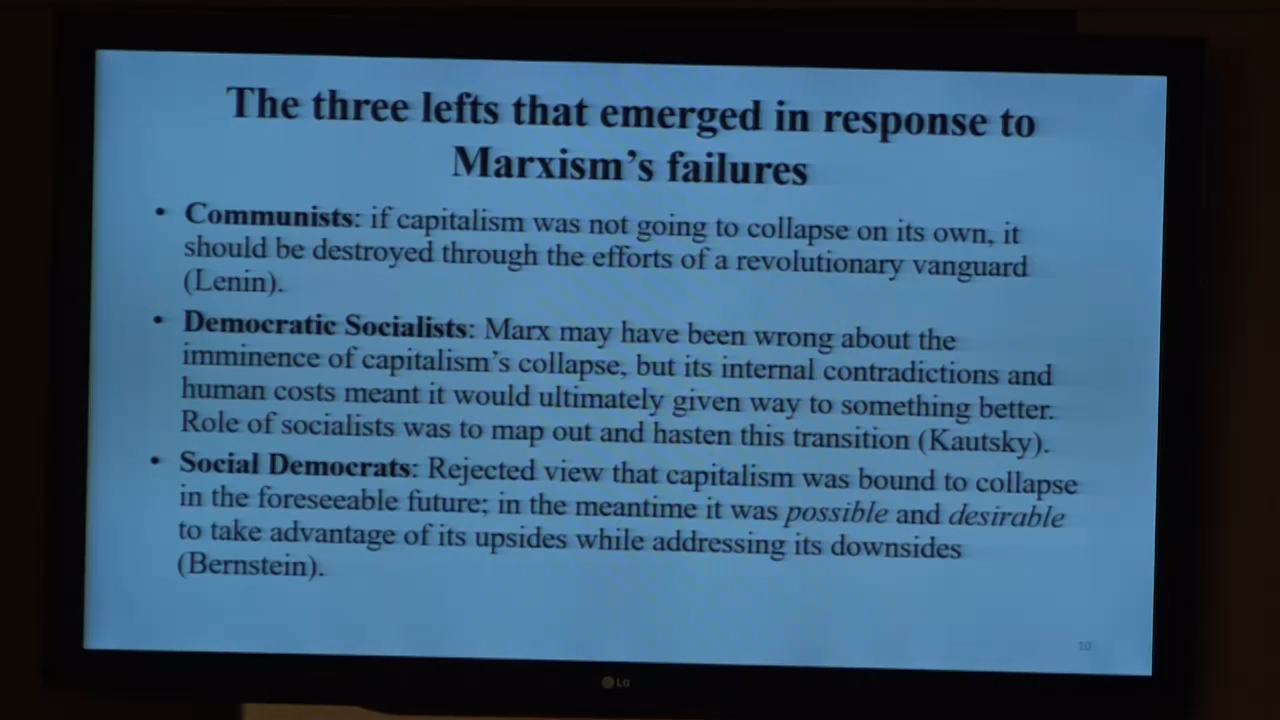 The three lefts that emerged in response to
Marxism's failures
• Communists: if capitalism was not going to collapse on its own, it
should be destroyed through the efforts of a revolutionary vanguard
(Lenin).
• Democratic Socialists: Marx may have been wrong about the
imminence of capitalism's collapse, but its internal contradictions and
human costs meant it would ultimately given way to something better.
Role of socialists was to map out and hasten this transition (Kautsky).
• Social Democrats: Rejected view that capitalism was bound to collapse
in the foreseeable future; in the meantime it was possible and desirable
to take advantage of its upsides while addressing its downsides
(Bernstein).
10
LG